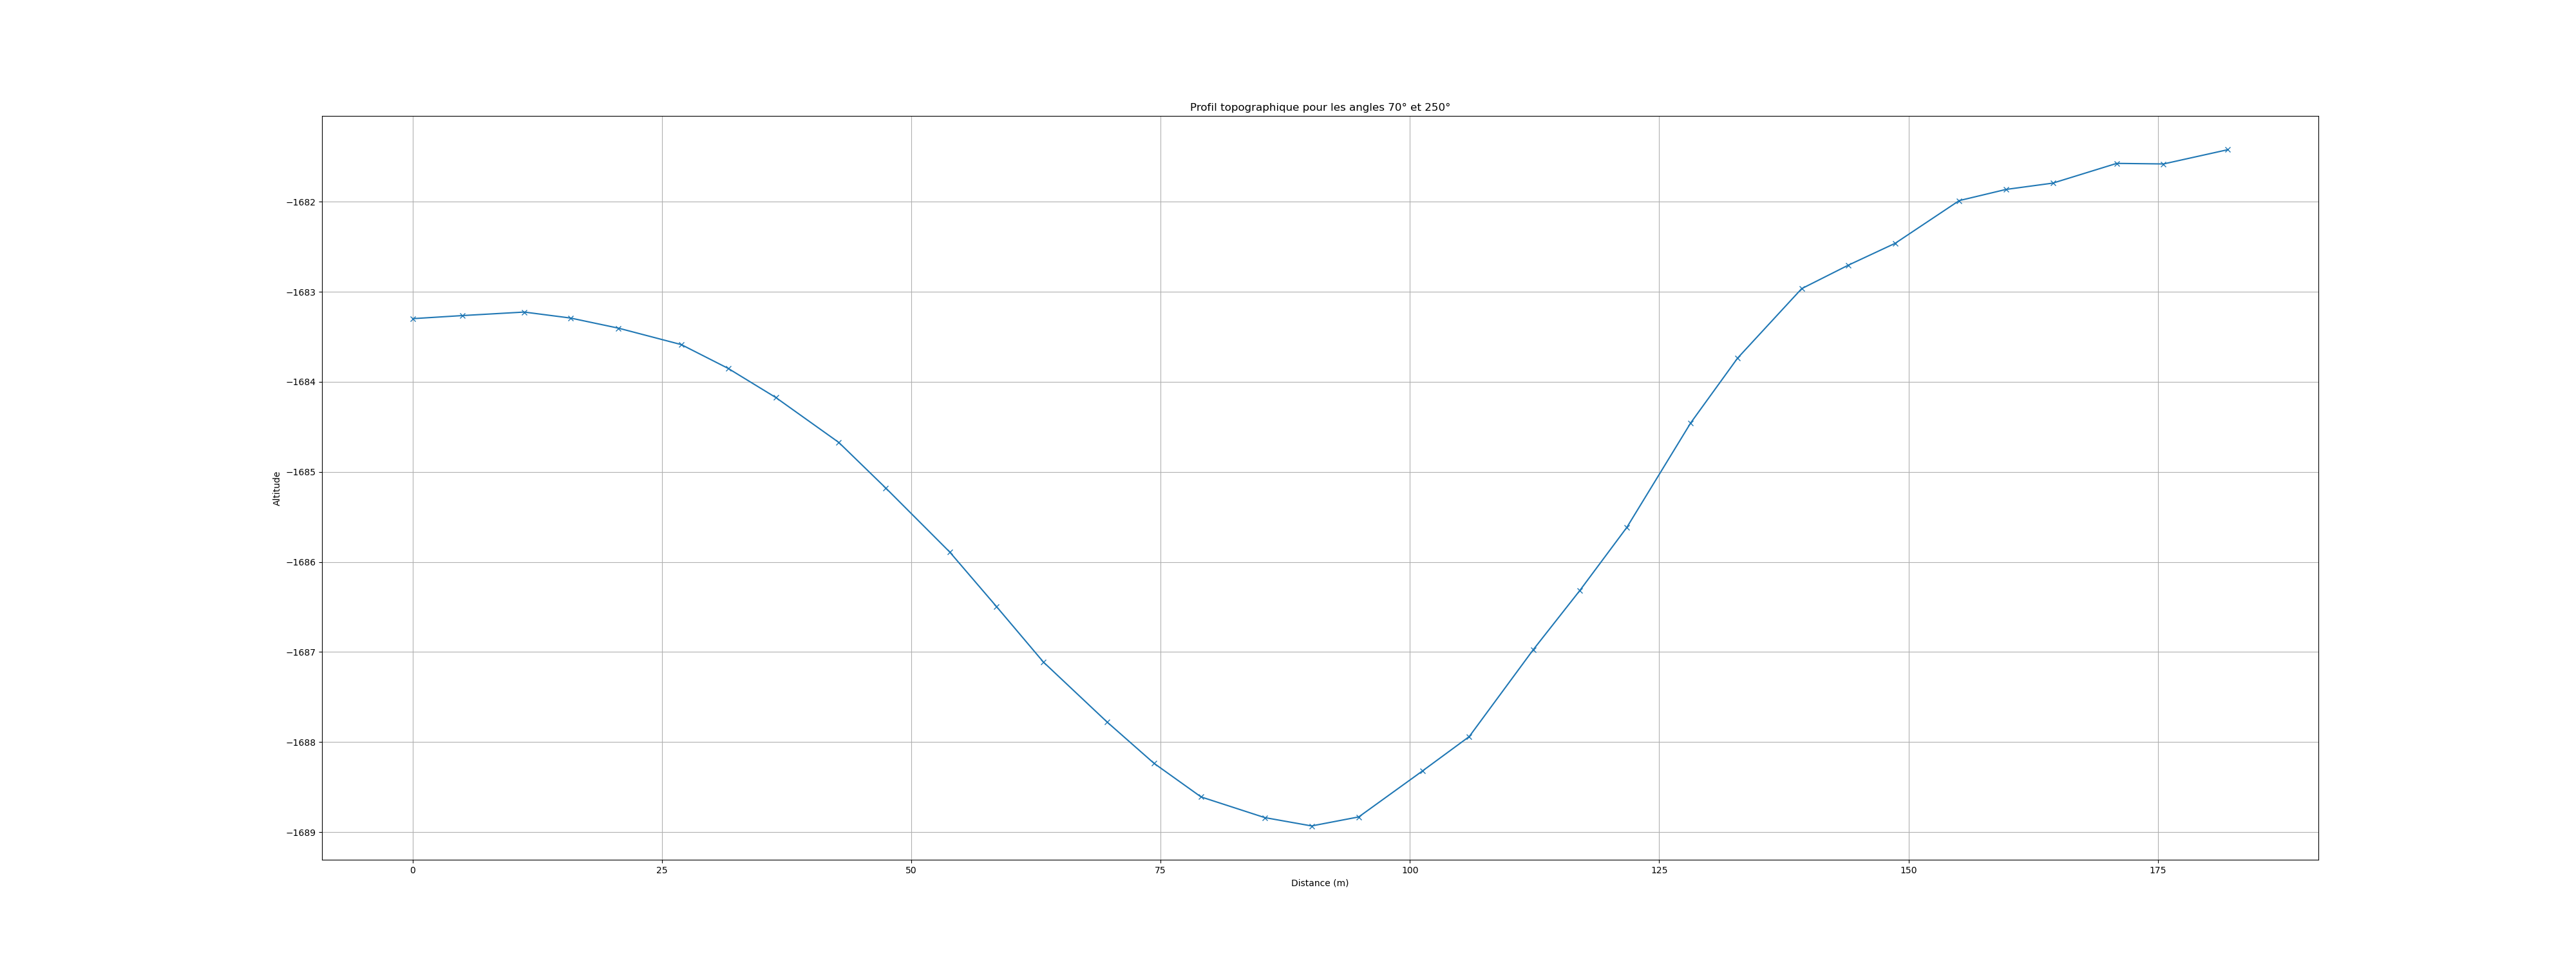 Profil topographique pour les angles 70° et 250°
−1682
−1683
−1684
−1685
−1686
−1687
−1688
−1689
Altitude
0 25 50 75 100 125 150 175
Distance (m)